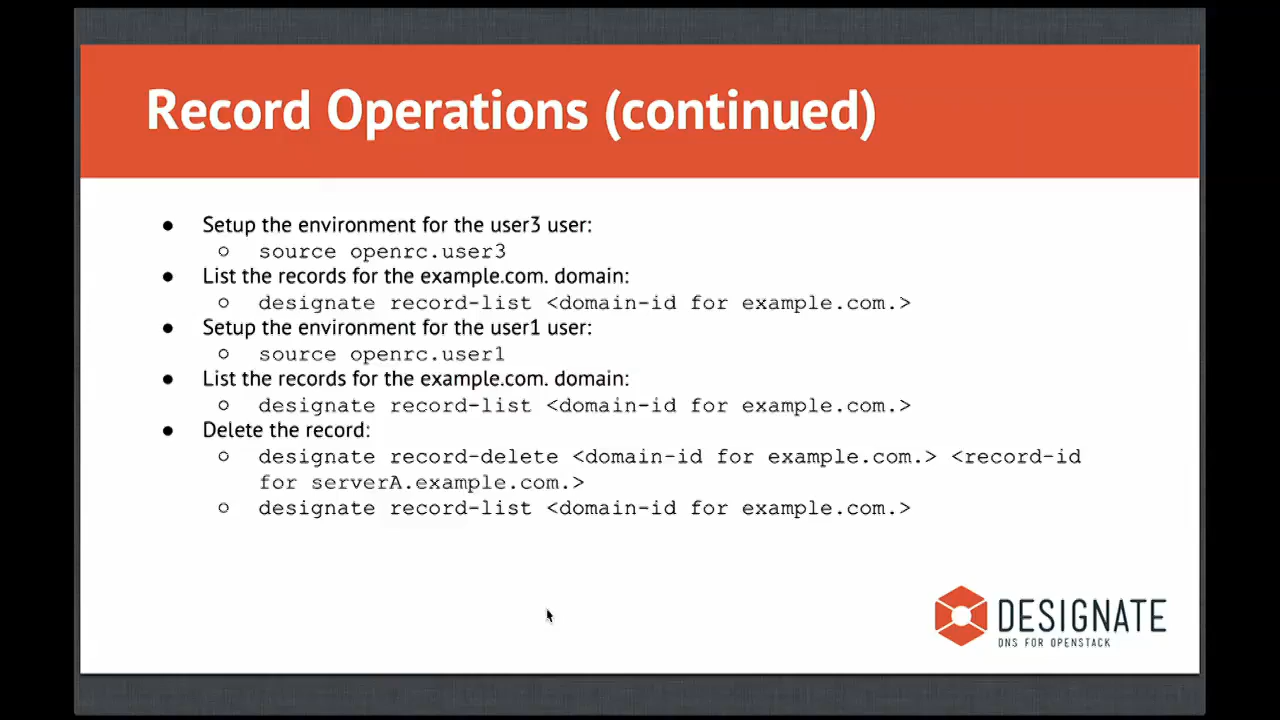 Record Operations (continued)
● Setup the environment for the user3 user:
○ source openrc.user3
● List the records for the example.com. domain:
○ designate record-list <domain-id for example.com.>
● Setup the environment for the user1 user:
○ source openrc.user1
● List the records for the example.com. domain:
○ designate record-list <domain-id for example.com.>
● Delete the record:
○ designate record-delete <domain-id for example.com.> <record-id
for serverA.example.com.>
○ designate record-list <domain-id for example.com.>
DESIGNATE
DNS FOR OPENSTACK